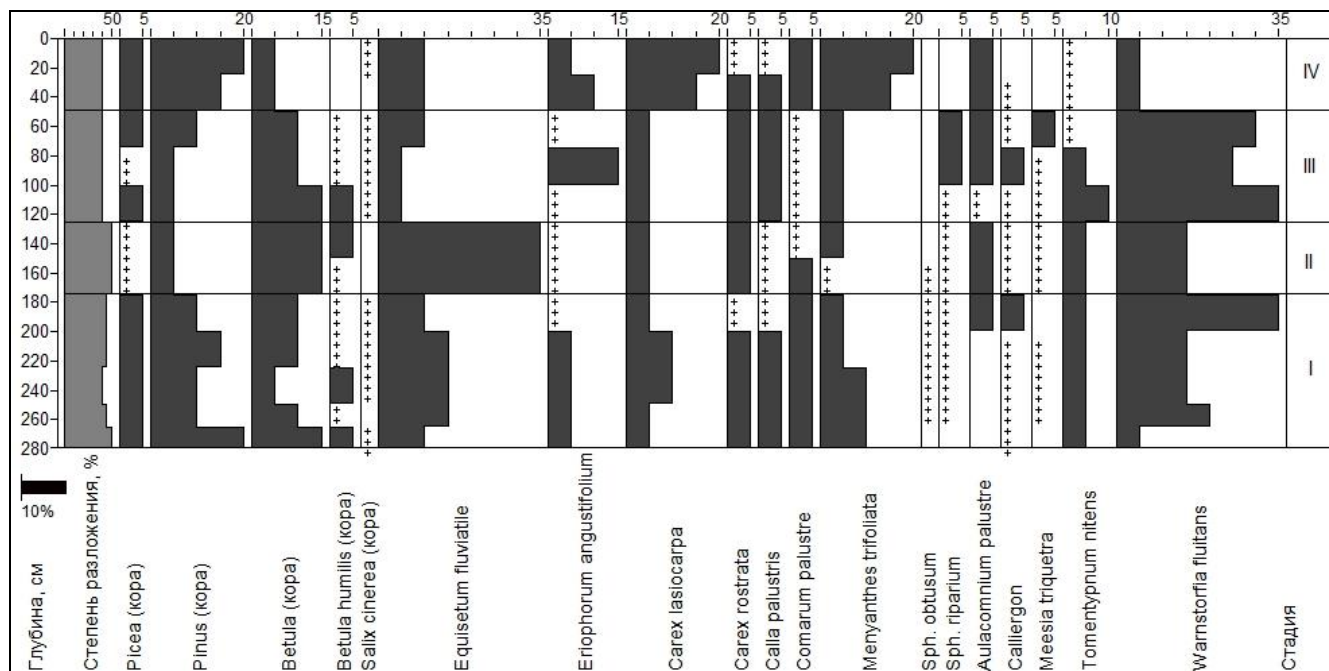 50 5 20 15 5 35 15 20 5 5 5 20 5 5 5 5 10 35
0
20
40
60
80
100
120
140
160
180
200
220
240
260
280
IV
III
II
I
10%
Глубина, см
Степень разложения, %
Picea (кора)
Pinus (кора)
Betula (кора)
Betula humilis (кора)
Salix cinerea (кора)
Equisetum fluviatile
Eriophorum angustifolium
Carex lasiocarpa
Carex rostrata
Calla palustris
Comarum palustre
Menyanthes trifoliata
Sph. obtusum
Sph. riparium
Aulacomnium palustre
Calliergon
Meesia triquetra
Tomentypnum nitens
Warnstorfia fluitans
Стадия